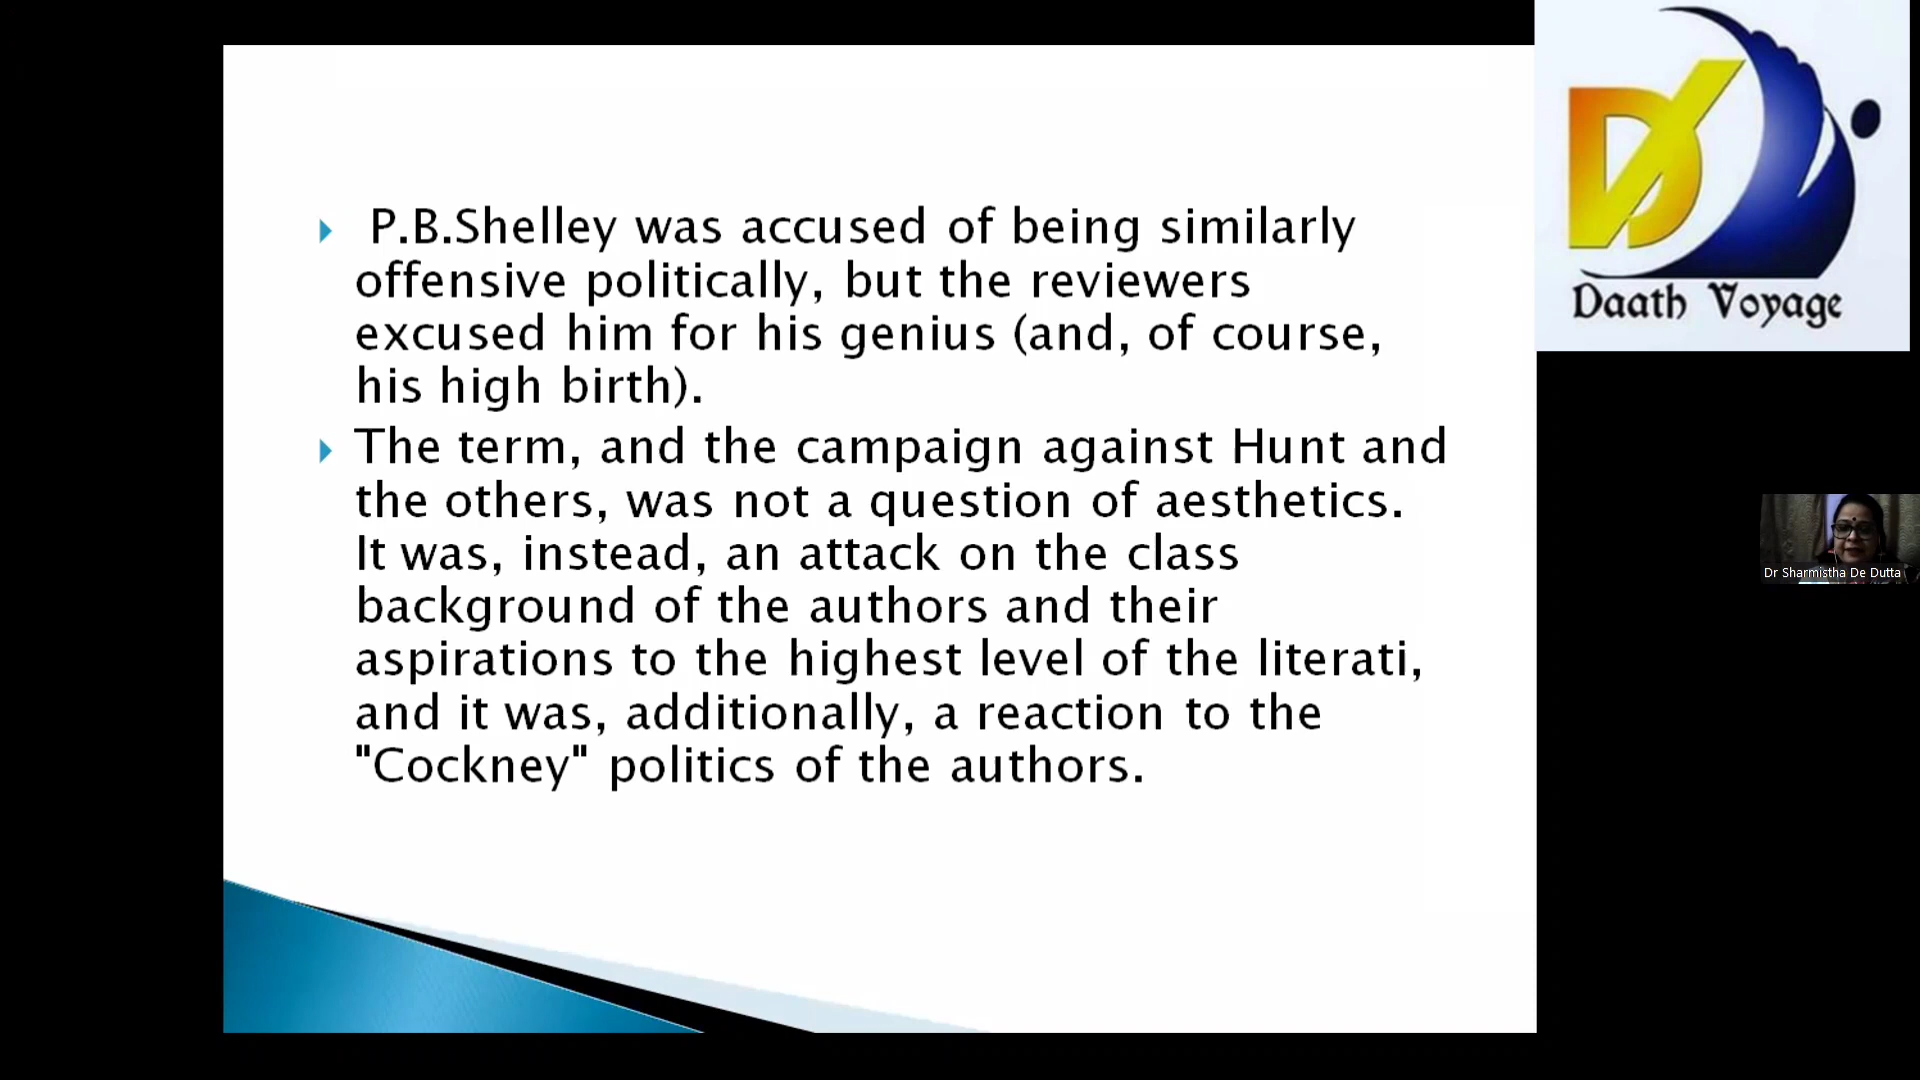 P.B.Shelley was accused of being similarly
offensive politically, but the reviewers
excused him for his genius (and, of course,
his high birth).
The term, and the campaign against Hunt and
the others, was not a question of aesthetics.
It was, instead, an attack on the class
background of the authors and their
aspirations to the highest level of the literati,
and it was, additionally, a reaction to the
"Cockney" politics of the authors.
DV
Daath Voyage
Dr Sharmistha De Dutta